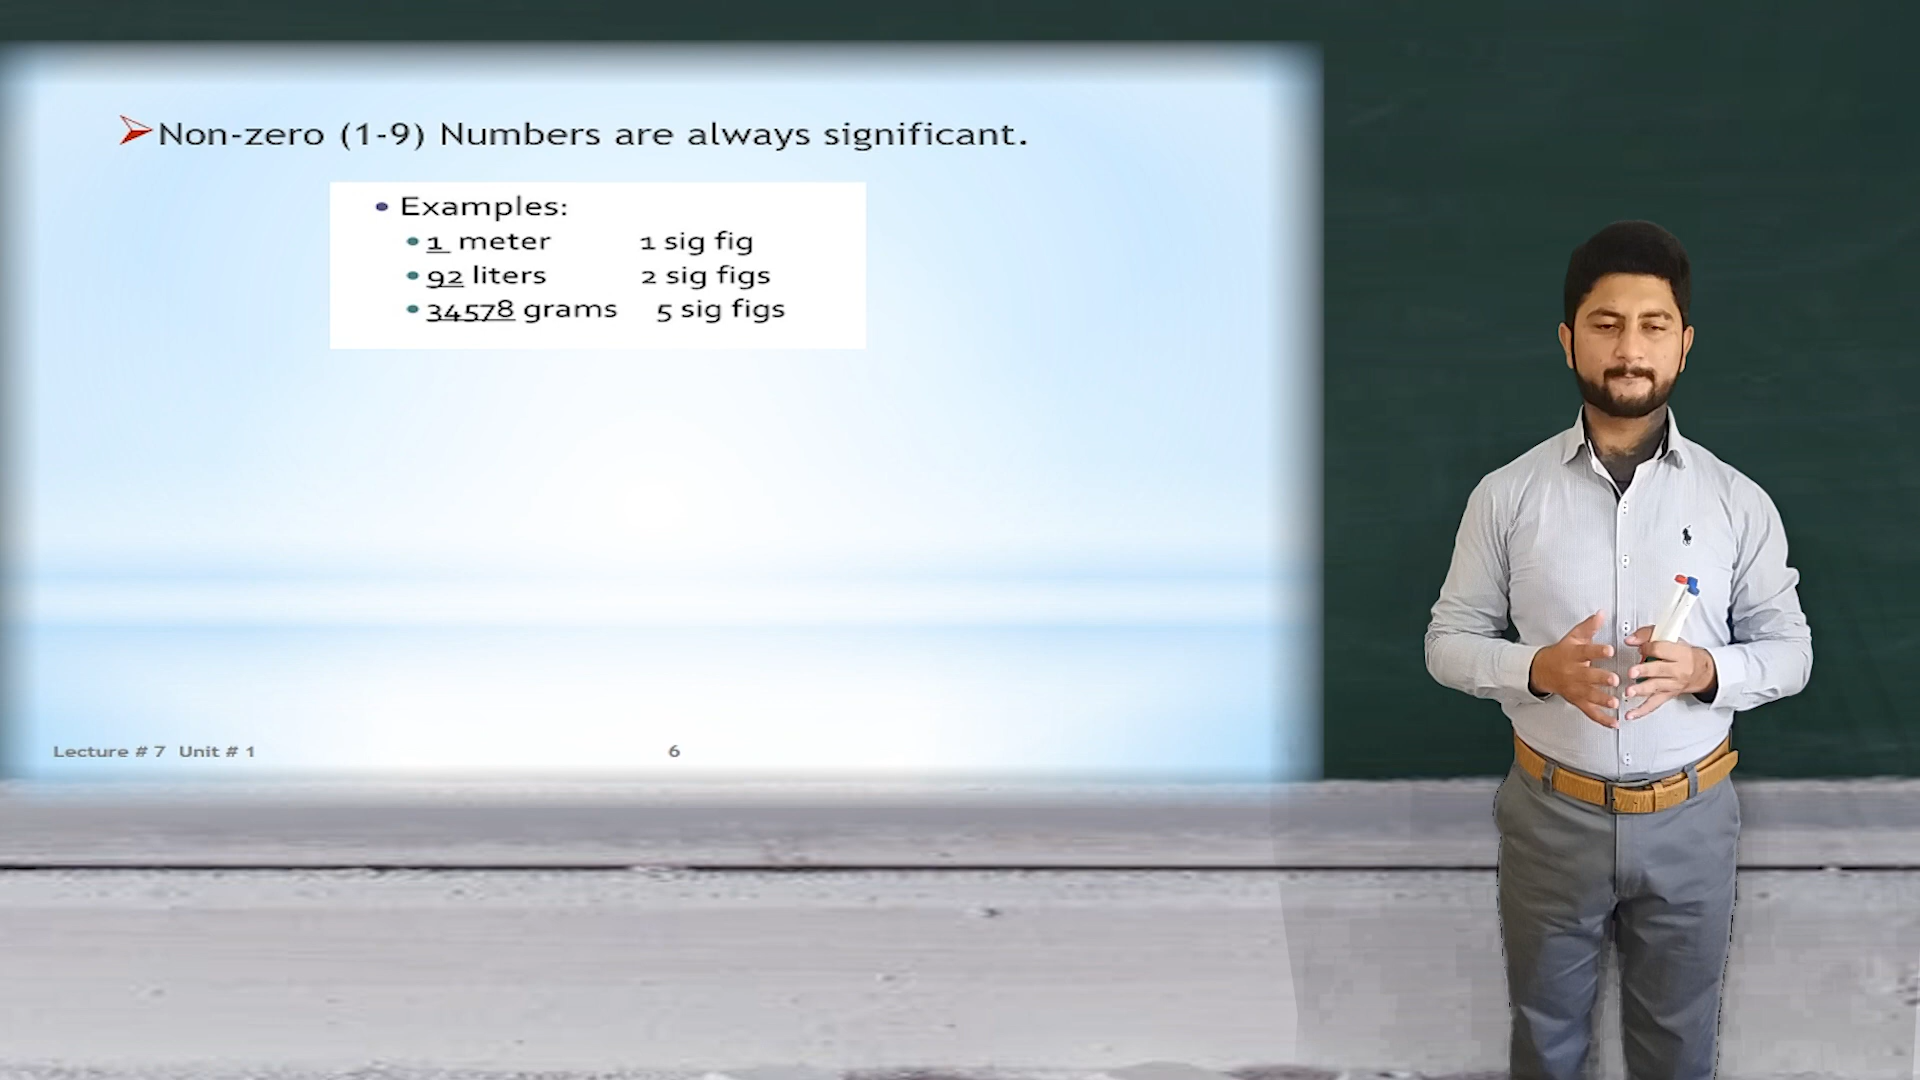 Non-zero (1-9) Numbers are always significant.
Examples:
1 meter 1 sig fig
92 liters 2 sig figs
34578 grams 5 sig figs
Lecture # 7 Unit # 1 6